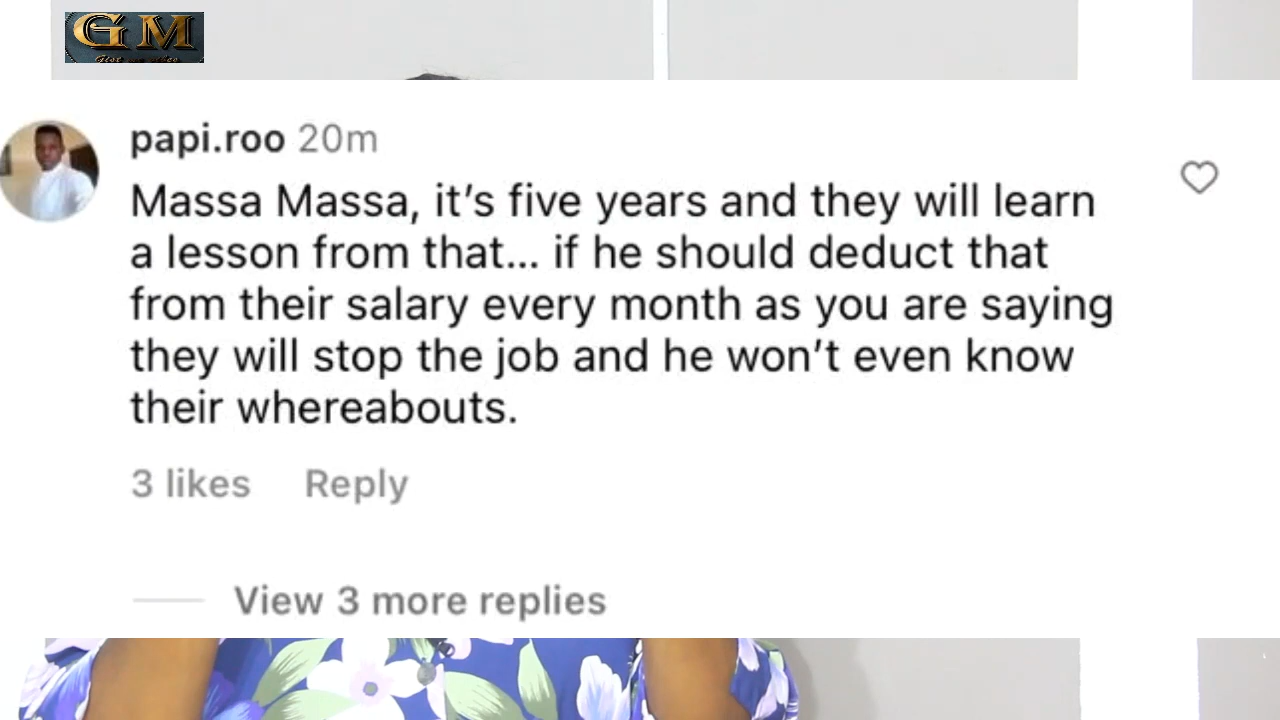 GM
papi.roo 20m
Massa Massa, it’s five years and they will learn
a lesson from that... if he should deduct that
from their salary every month as you are saying
they will stop the job and he won’t even know
their whereabouts.
3 likes Reply
View 3 more replies